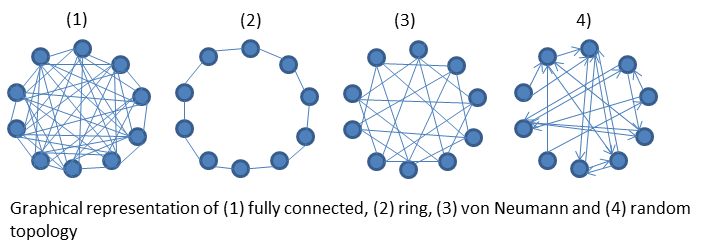 (1) (2) (3) 4)
Graphical representation of (1) fully connected, (2) ring, (3) von Neumann and (4) random
topology